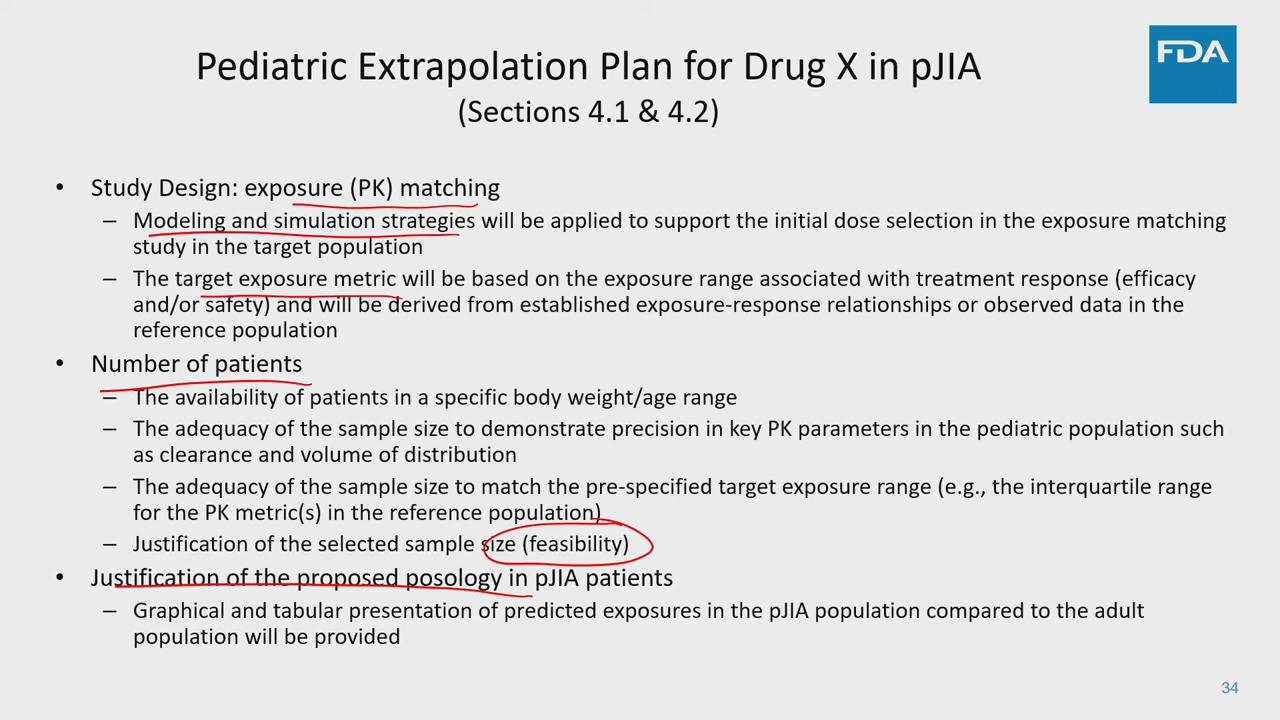 Pediatric Extrapolation Plan for Drug X in pJIA
FDA
(Sections 4.1 & 4.2)
• Study Design: exposure (PK) matching
– Modeling and simulation strategies will be applied to support the initial dose selection in the exposure matching
study in the target population
– The target exposure metric will be based on the exposure range associated with treatment response (efficacy
and/or safety) and will be derived from established exposure-response relationships or observed data in the
reference population
• Number of patients
– The availability of patients in a specific body weight/age range
– The adequacy of the sample size to demonstrate precision in key PK parameters in the pediatric population such
as clearance and volume of distribution
– The adequacy of the sample size to match the pre-specified target exposure range (e.g., the interquartile range
for the PK metric(s) in the reference population)
– Justification of the selected sample size (feasibility)
• Justification of the proposed posology in pJIA patients
– Graphical and tabular presentation of predicted exposures in the pJIA population compared to the adult
population will be provided
34